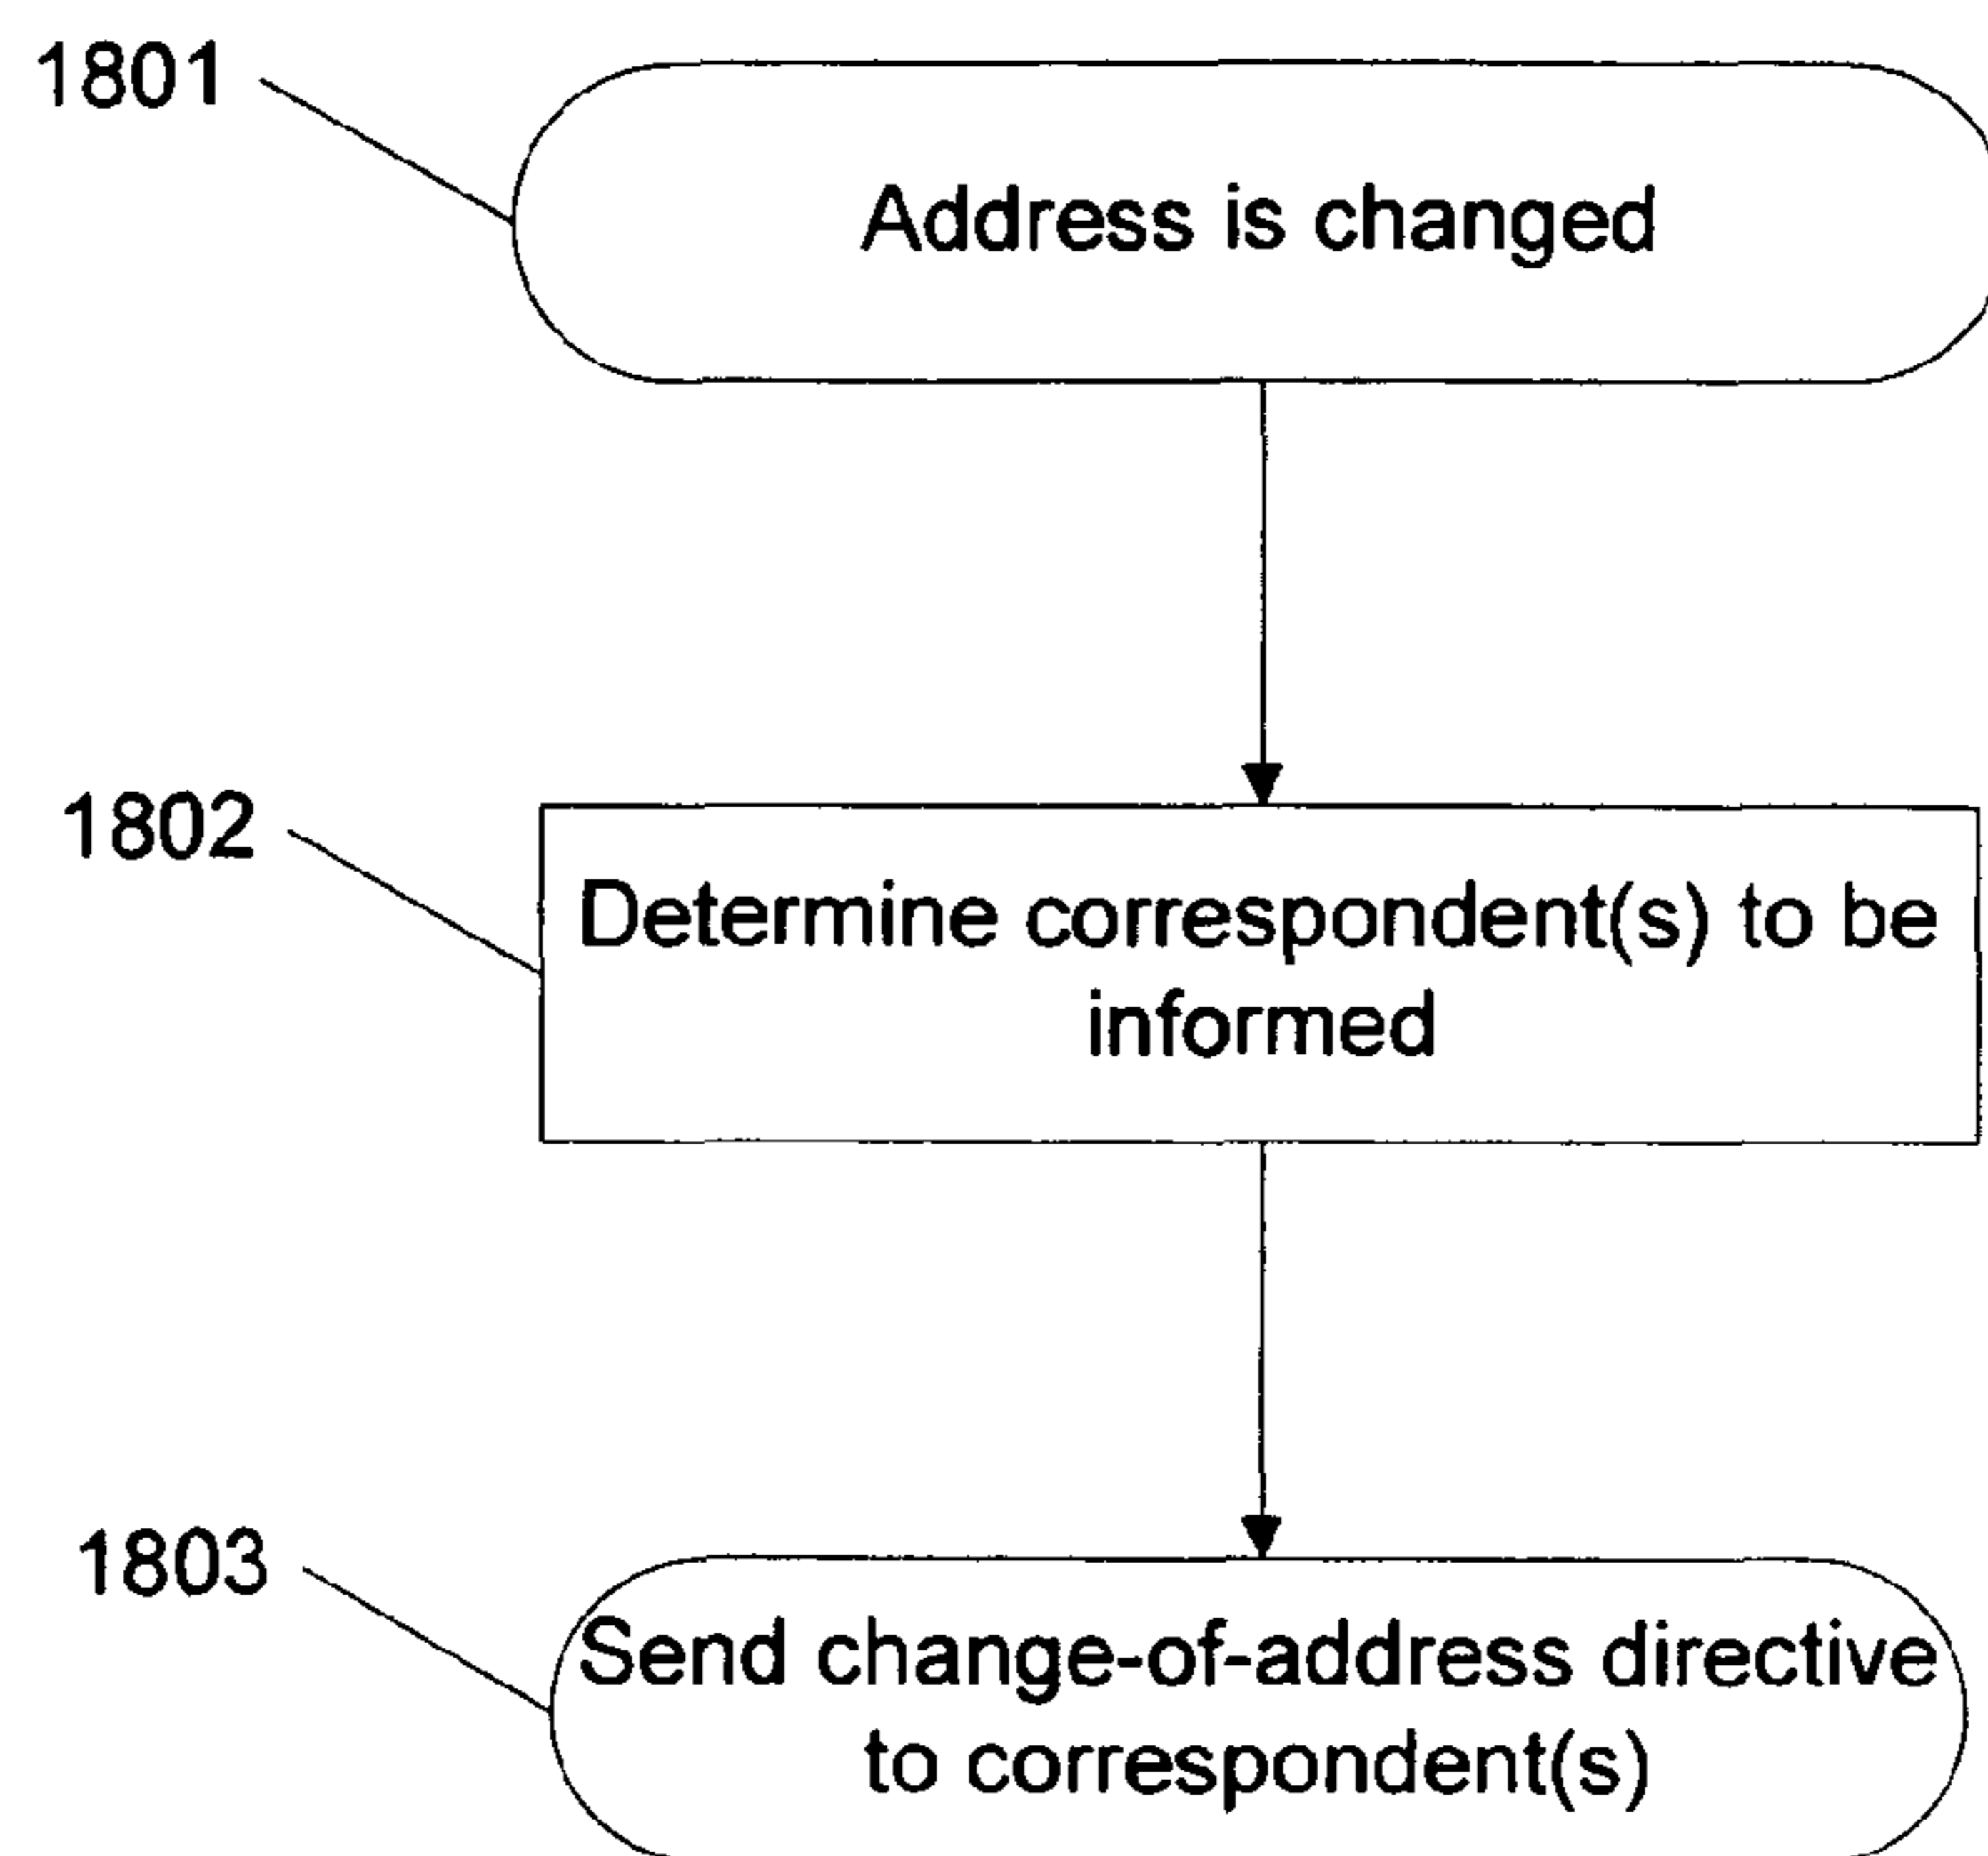 1801
Address is changed
1802
Determine correspondent(s) to be
informed
1803
Send change-of-address directive
to correspondent(s)